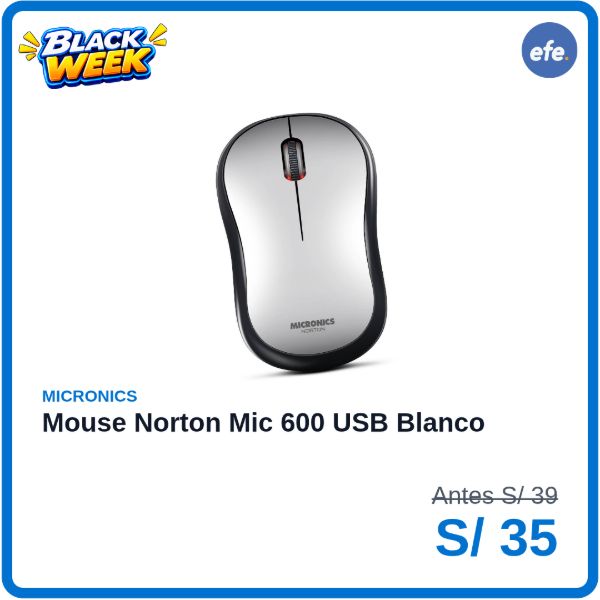 BLACK
WEEK
efe.
MICRONICS
NORTON
MICRONICS
Mouse Norton Mic 600 USB Blanco
Antes S/ 39
S/ 35